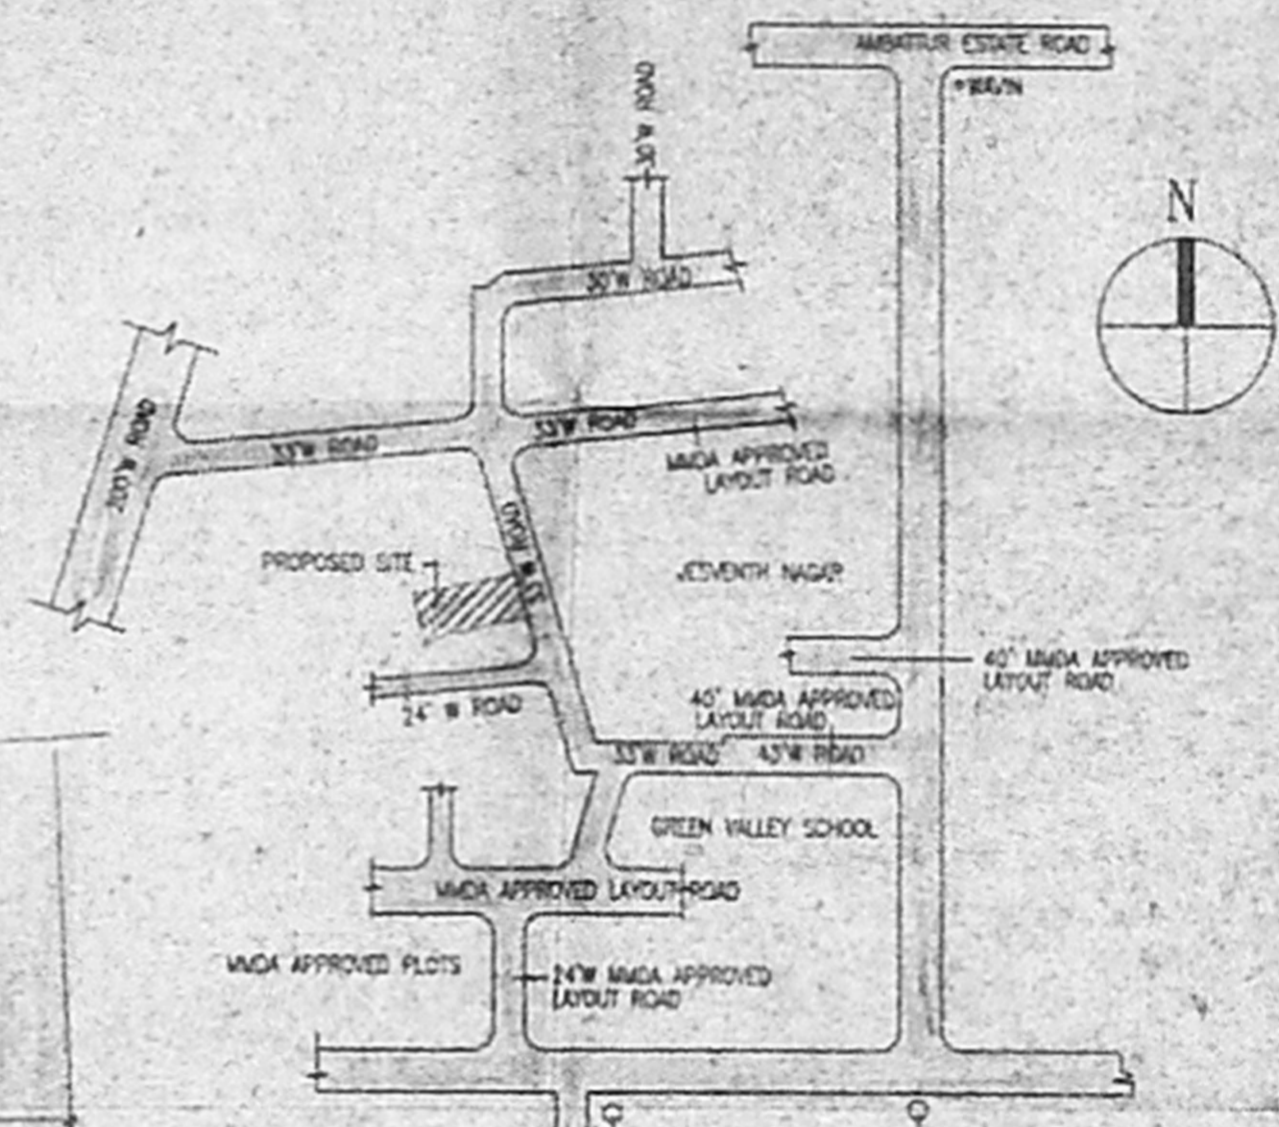 AMBATTUR ESTATE ROAD
30'W ROAD
N
30'W ROAD
200'W ROAD
33'W ROAD
33'W ROAD
MMDA APPROVED
LAYOUT ROAD
33'W ROAD
PROPOSED SITE
JESVENTH NAGAR
40' MMDA APPROVED
LAYOUT ROAD
40' MMDA APPROVED
LAYOUT ROAD
24' W ROAD
33'W ROAD
43'W ROAD
GREEN VALLEY SCHOOL
MMDA APPROVED LAYOUT ROAD
MMDA APPROVED PLOTS
24'W MMDA APPROVED
LAYOUT ROAD